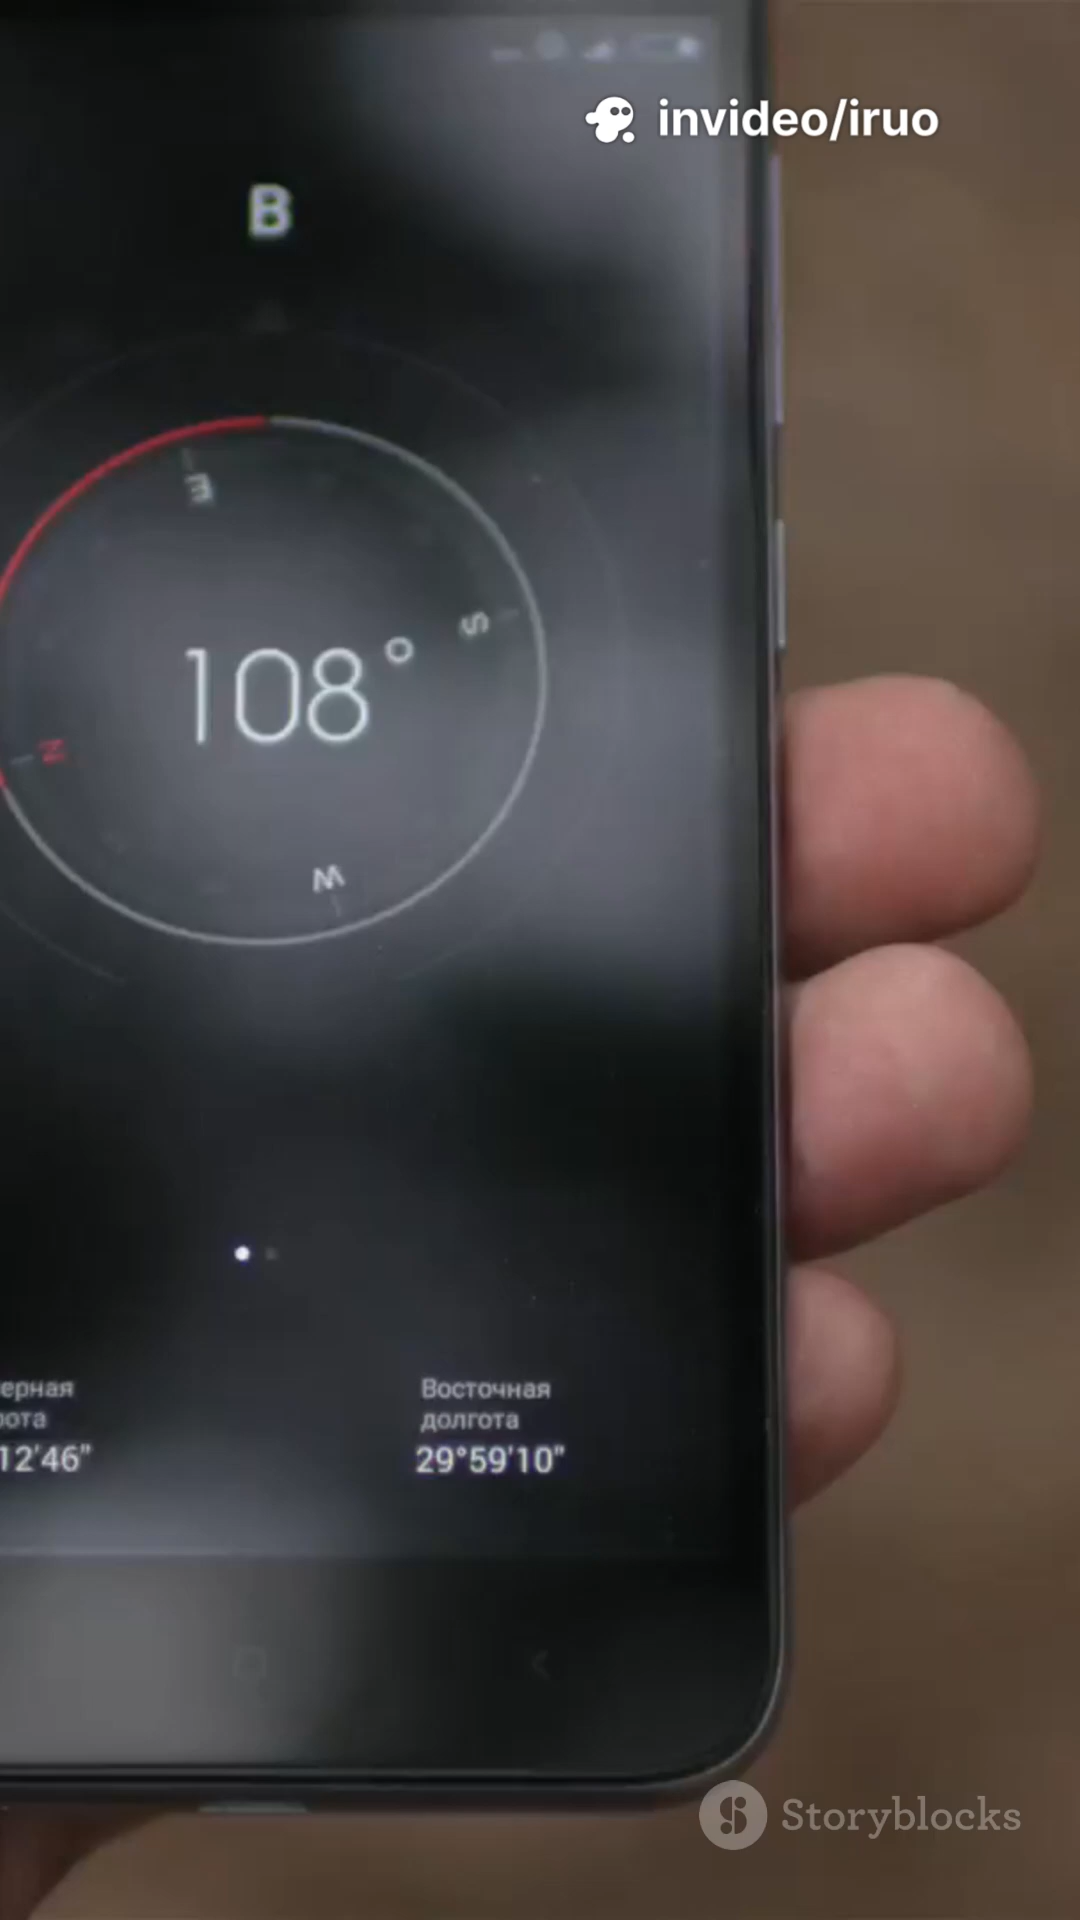 invideo/iruo
В
E
S
108°
N
W
ерная
рота
12'46"
Восточная
долгота
29°59'10"
Storyblocks